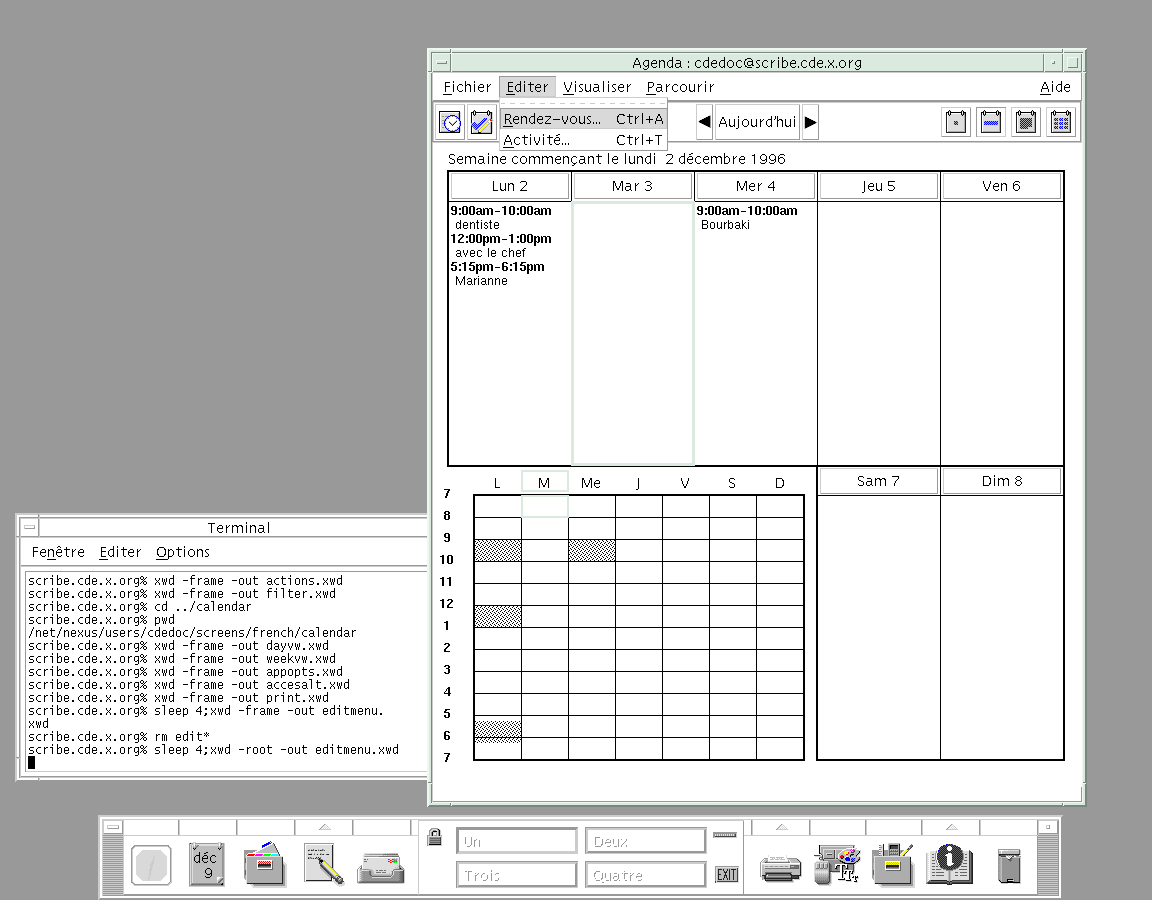 Agenda : cdedoc@scribe.cde.x.org
Fichier Editer Visualiser Parcourir Aide
Rendez-vous... Ctrl+A
Activité... Ctrl+T
Aujourd'hui
Semaine commençant le lundi 2 décembre 1996
Lun 2 Mar 3 Mer 4 Jeu 5 Ven 6
9:00am-10:00am
dentiste
12:00pm-1:00pm
avec le chef
5:15pm-6:15pm
Marianne
9:00am-10:00am
Bourbaki
Sam 7 Dim 8
L M Me J V S D
7
8
9
10
11
12
1
2
3
4
5
6
7
Terminal
Fenêtre Editer Options
scribe.cde.x.org% xwd -frame -out actions.xwd
scribe.cde.x.org% xwd -frame -out filter.xwd
scribe.cde.x.org% cd ../calendar
scribe.cde.x.org% pwd
/net/nexus/users/cdedoc/screens/french/calendar
scribe.cde.x.org% xwd -frame -out dayvw.xwd
scribe.cde.x.org% xwd -frame -out weekvw.xwd
scribe.cde.x.org% xwd -frame -out appopts.xwd
scribe.cde.x.org% xwd -frame -out accesalt.xwd
scribe.cde.x.org% xwd -frame -out print.xwd
scribe.cde.x.org% sleep 4;xwd -frame -out editmenu.
xwd
scribe.cde.x.org% rm edit*
scribe.cde.x.org% sleep 4;xwd -root -out editmenu.xwd
déc
9
Un Deux
Trois Quatre
EXIT